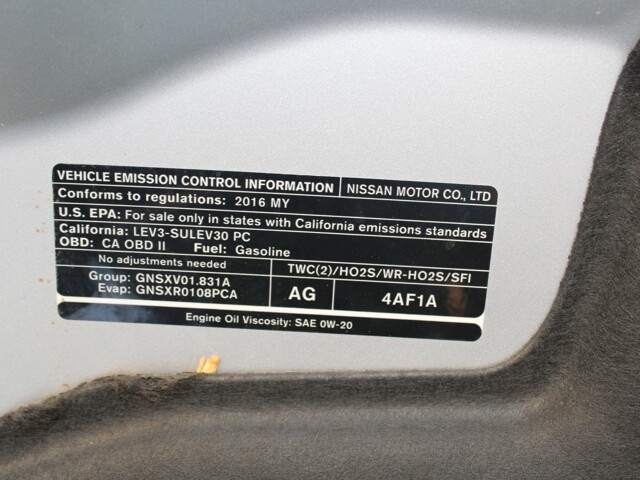 VEHICLE EMISSION CONTROL INFORMATION NISSAN MOTOR CO., LTD
Conforms to regulations: 2016 MY
U.S. EPA: For sale only in states with California emissions standards
California: LEV3-SULEV30 PC
OBD: CA OBD II Fuel: Gasoline
No adjustments needed
Group: GNSXV01.831A
Evap: GNSXR0108PCA
TWC(2)/HO2S/WR-HO2S/SFI
AG 4AF1A
Engine Oil Viscosity: SAE 0W-20